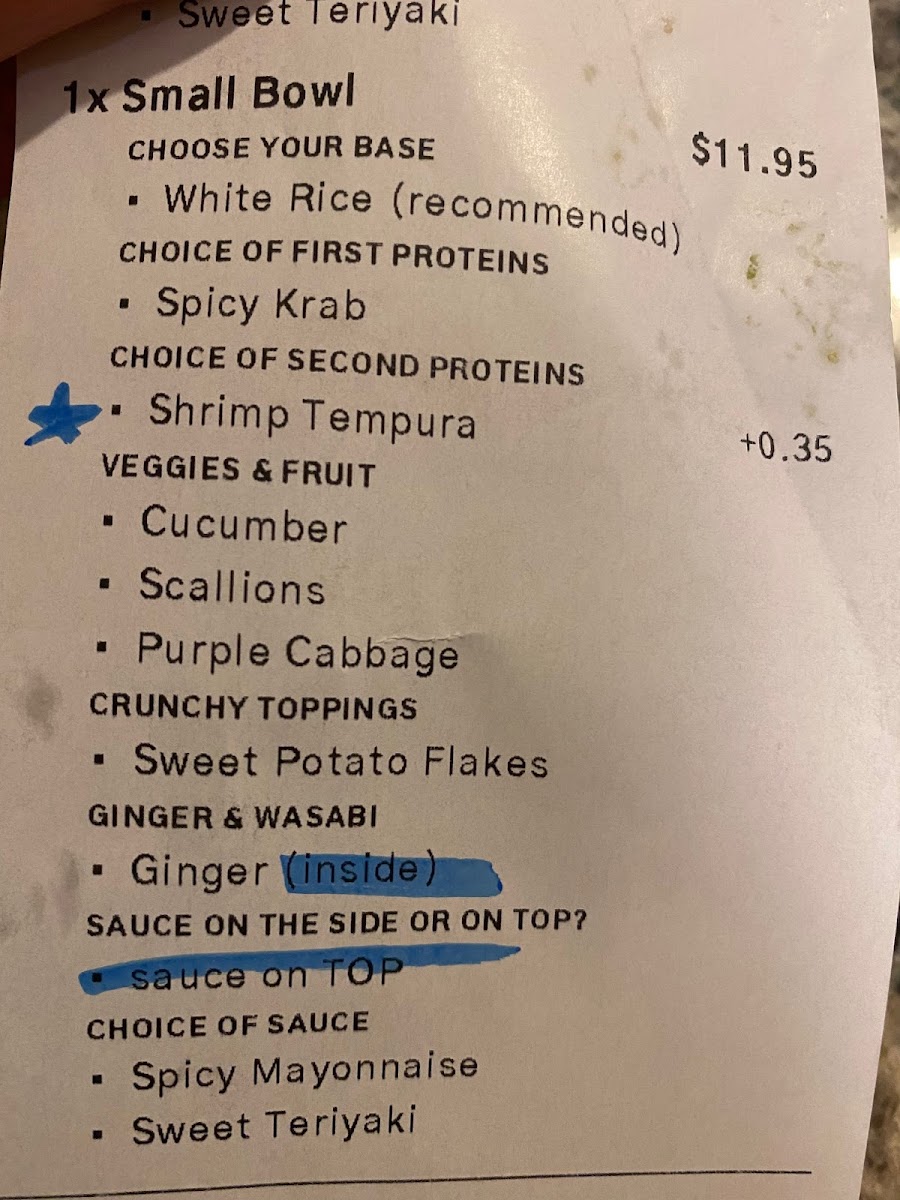 ▪ Sweet Teriyaki
1x Small Bowl
CHOOSE YOUR BASE $11.95
▪ White Rice (recommended)
CHOICE OF FIRST PROTEINS
▪ Spicy Krab
CHOICE OF SECOND PROTEINS
▪ Shrimp Tempura +0.35
VEGGIES & FRUIT
▪ Cucumber
▪ Scallions
▪ Purple Cabbage
CRUNCHY TOPPINGS
▪ Sweet Potato Flakes
GINGER & WASABI
▪ Ginger (inside)
SAUCE ON THE SIDE OR ON TOP?
▪ sauce on TOP
CHOICE OF SAUCE
▪ Spicy Mayonnaise
▪ Sweet Teriyaki